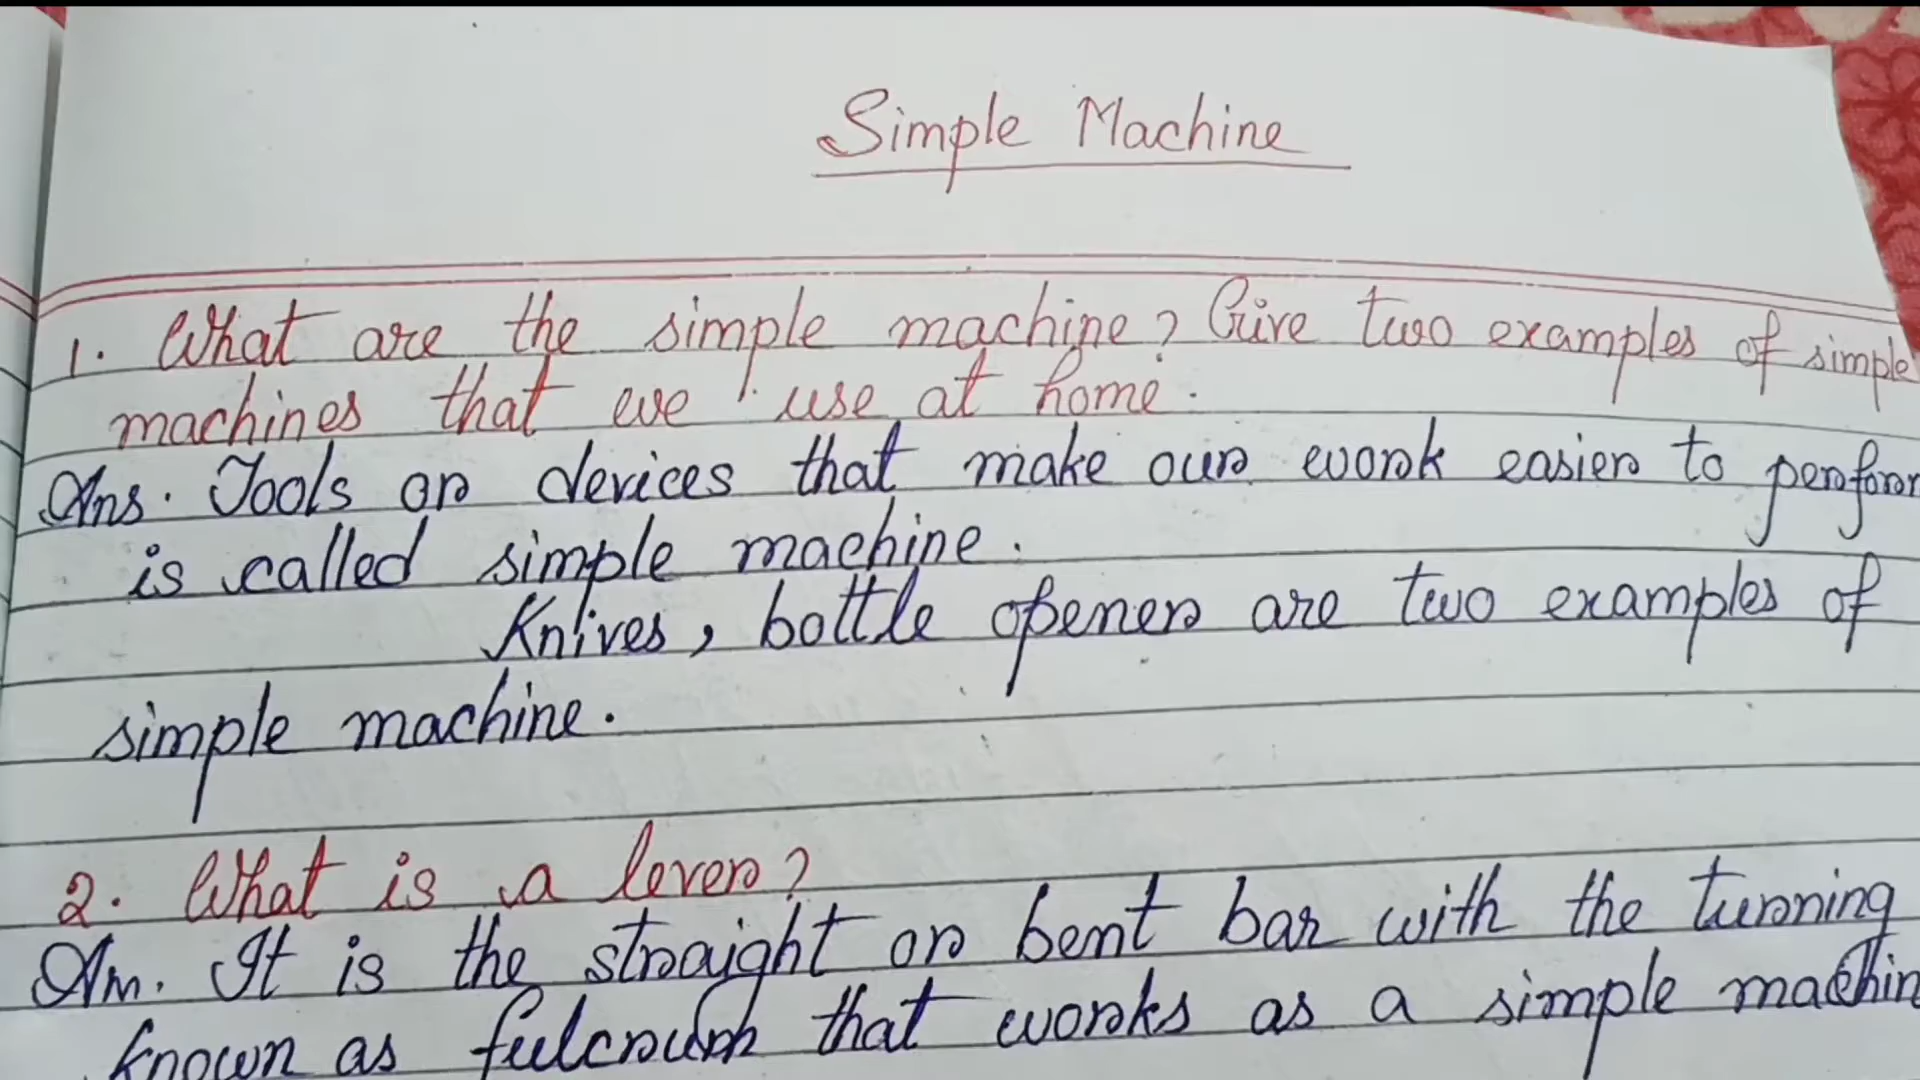 Simple Machine
1. What are the simple machine? Give two examples of simple
machines that we use at home.
Ans. Tools or devices that make our work easier to perfor
is called simple machine.
Knives, bottle opener are two examples of
simple machine.
2. What is a lever?
Ans. It is the straight or bent bar with the turning
known as fulcrum that works as a simple machin